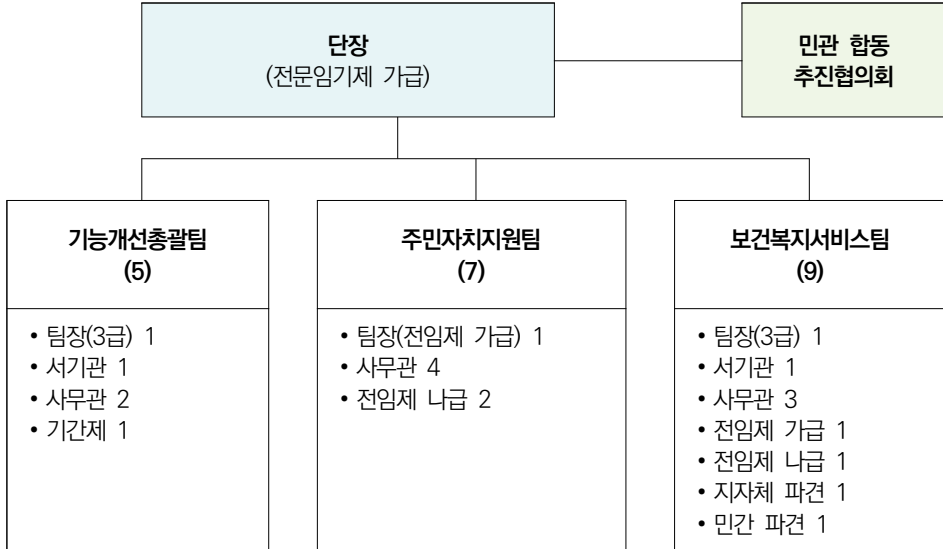 단장
(전문임기제 가급)
민관 합동
추진협의회
기능개선총괄팀
(5)
• 팀장(3급) 1
• 서기관 1
• 사무관 2
• 기간제 1
주민자치지원팀
(7)
• 팀장(전임제 가급) 1
• 사무관 4
• 전임제 나급 2
보건복지서비스팀
(9)
• 팀장(3급) 1
• 서기관 1
• 사무관 3
• 전임제 가급 1
• 전임제 나급 1
• 지자체 파견 1
• 민간 파견 1